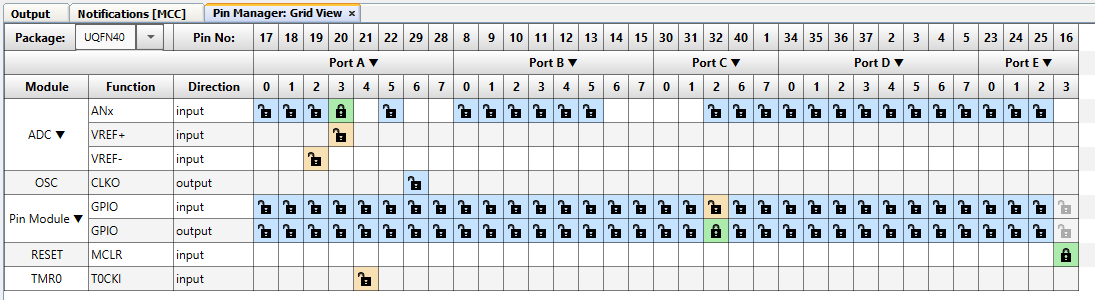 Output Notifications [MCC] Pin Manager: Grid View ×
Package: UQFN40 Pin No: 17 18 19 20 21 22 29 28 8 9 10 11 12 13 14 15 30 31 32 33 38 39 40 1 34 35 36 37 2 3 4 5 23 24 25 16
Port A ▼ Port B ▼ Port C ▼ Port D ▼ Port E ▼
Module Function Direction 0 1 2 3 4 5 6 7 0 1 2 3 4 5 6 7 0 1 2 6 7 0 1 2 3 4 5 6 7 0 1 2 3
ADC ▼ ANx input
VREF+ input
VREF- input
OSC CLKO output
Pin Module ▼ GPIO input
GPIO output
RESET MCLR input
TMR0 T0CKI input